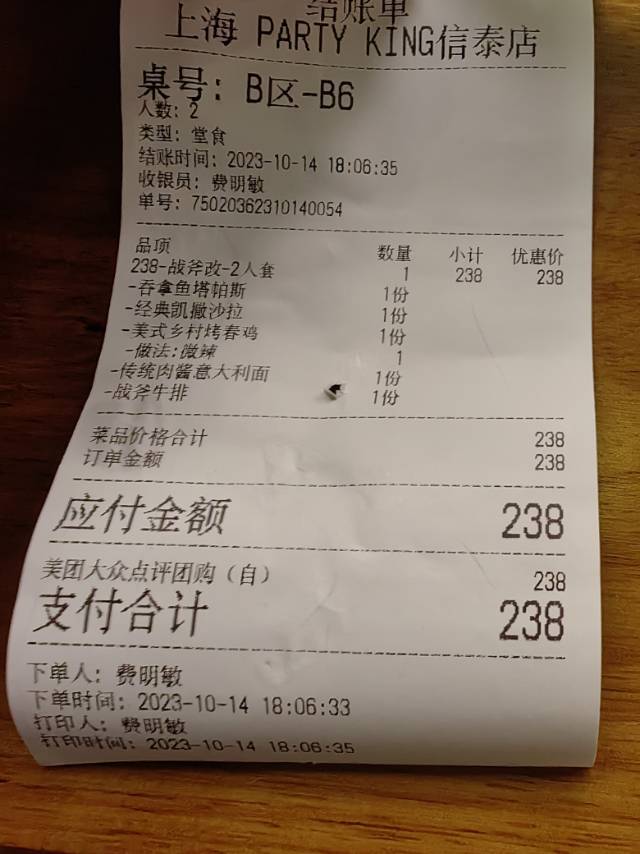 结账单
上海 PARTY KING信泰店
桌号: B区-B6
人数: 2
类型: 堂食
结账时间: 2023-10-14 18:06:35
收银员: 费明敏
单号: 75020362310140054
品项 数量 小计 优惠价
238-战斧改-2人套 1 238 238
-吞拿鱼塔帕斯 1份
-经典凯撒沙拉 1份
-美式乡村烤春鸡 1份
-做法:微辣 1
-传统肉酱意大利面 1份
-战斧牛排 1份
菜品价格合计 238
订单金额 238
应付金额 238
美团大众点评团购（自） 238
支付合计 238
下单人: 费明敏
下单时间: 2023-10-14 18:06:33
打印人: 费明敏
打印时间: 2023-10-14 18:06:35